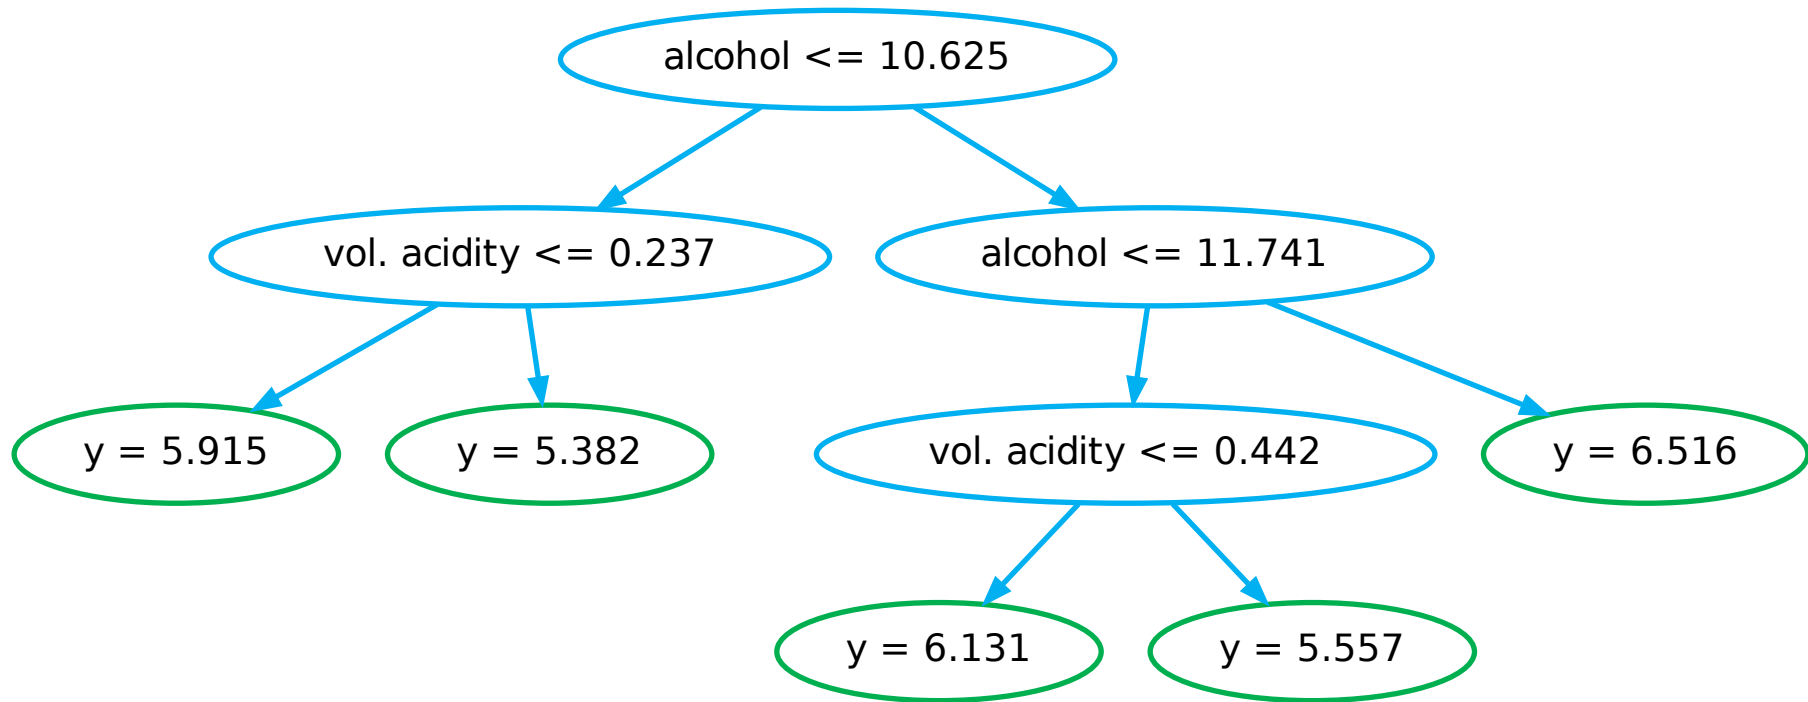 alcohol <= 10.625
vol. acidity <= 0.237
alcohol <= 11.741
y = 5.915
y = 5.382
vol. acidity <= 0.442
y = 6.516
y = 6.131
y = 5.557